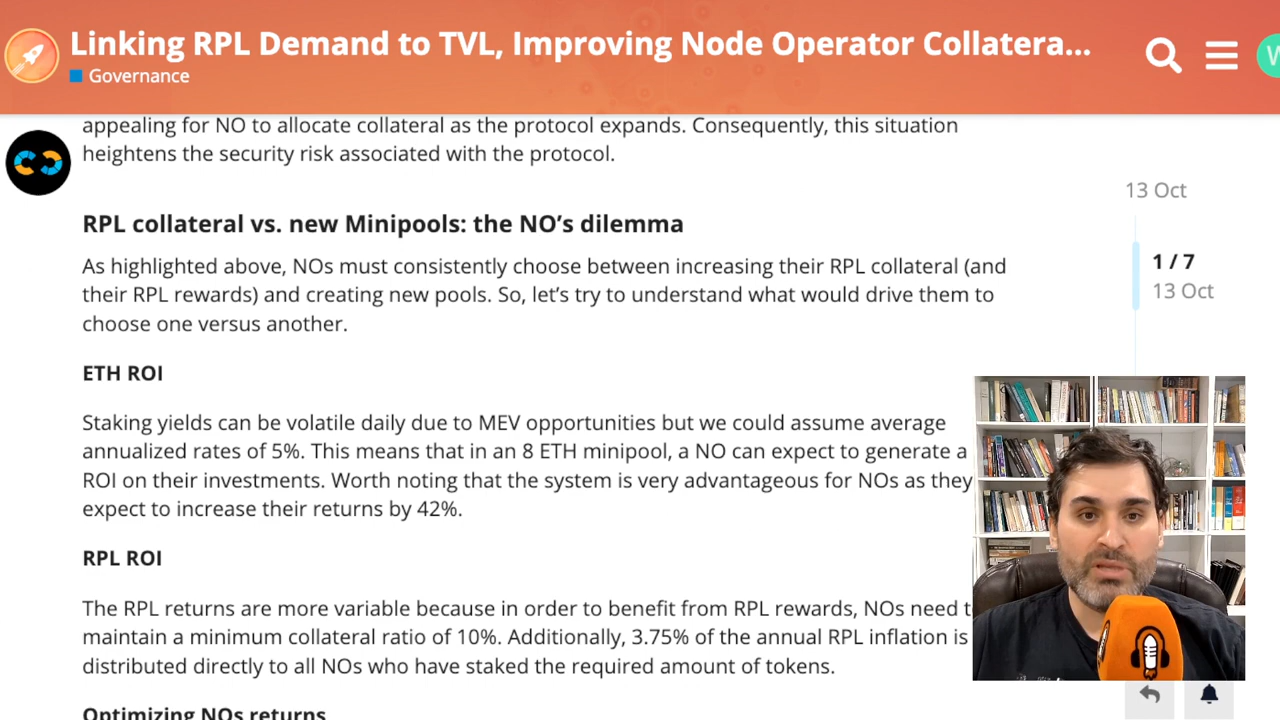 Linking RPL Demand to TVL, Improving Node Operator Collatera...
Governance
appealing for NO to allocate collateral as the protocol expands. Consequently, this situation
heightens the security risk associated with the protocol.
13 Oct
RPL collateral vs. new Minipools: the NO's dilemma
1 / 7
13 Oct
As highlighted above, NOs must consistently choose between increasing their RPL collateral (and
their RPL rewards) and creating new pools. So, let's try to understand what would drive them to
choose one versus another.
ETH ROI
Staking yields can be volatile daily due to MEV opportunities but we could assume average
annualized rates of 5%. This means that in an 8 ETH minipool, a NO can expect to generate a
ROI on their investments. Worth noting that the system is very advantageous for NOs as they
expect to increase their returns by 42%.
RPL ROI
The RPL returns are more variable because in order to benefit from RPL rewards, NOs need
maintain a minimum collateral ratio of 10%. Additionally, 3.75% of the annual RPL inflation is
distributed directly to all NOs who have staked the required amount of tokens.
Optimizing NOs returns